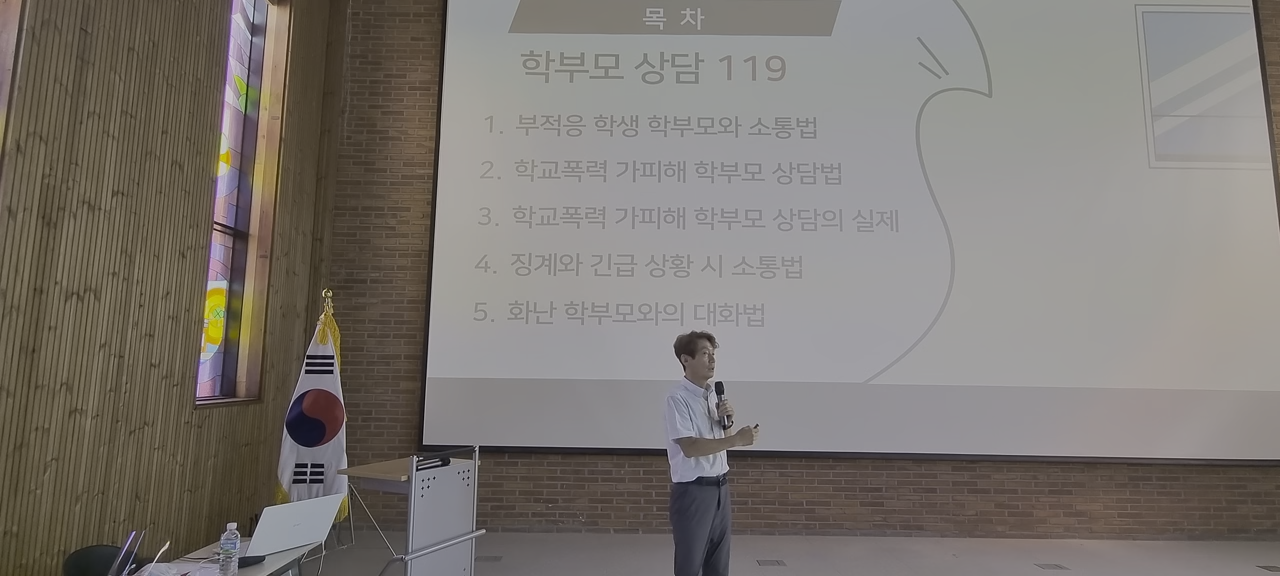 목 차
학부모 상담 119
1. 부적응 학생 학부모와 소통법
2. 학교폭력 가피해 학부모 상담법
3. 학교폭력 가피해 학부모 상담의 실제
4. 징계와 긴급 상황 시 소통법
5. 화난 학부모와의 대화법